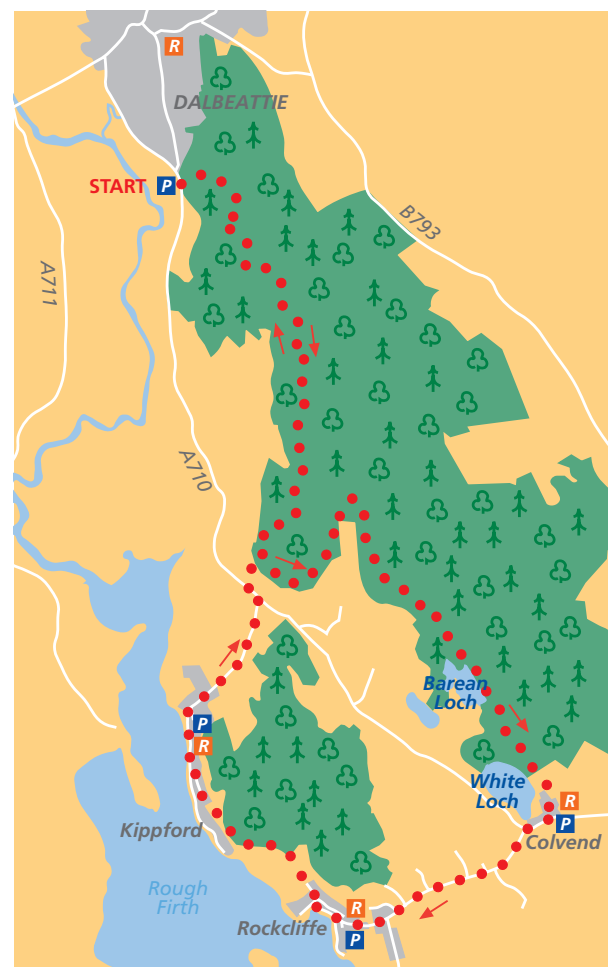 R
DALBEATTIE
START P
B793
A711
A710
Barean
Loch
P
R
White
Loch
R
P
Kippford
Colvend
Rough
Firth
R
Rockcliffe
P